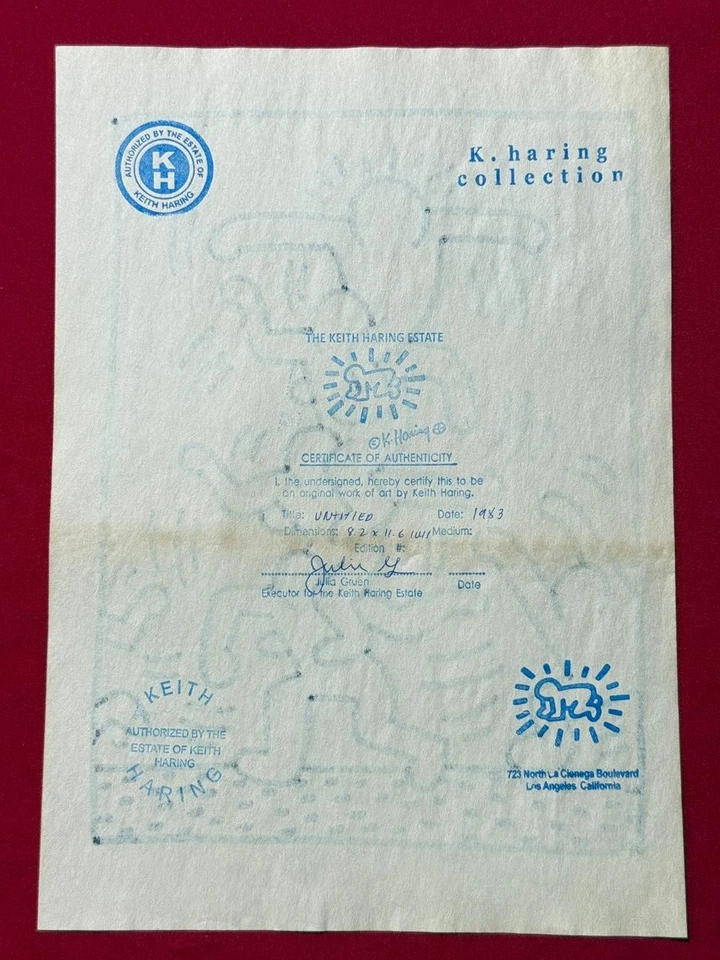 AUTHORIZED BY THE ESTATE OF
KH
KEITH HARING
K. haring
collection
THE KEITH HARING ESTATE
© K. Haring ⊕
CERTIFICATE OF AUTHENTICITY
I, the undersigned, hereby certify this to be
an original work of art by Keith Haring.
Title: UNTITLED Date: 1983
Dimensions: 8.2 x 11.6 Medium:
Edition #:
Julia G
Julia Gruen Date
Executor for the Keith Haring Estate
KEITH
AUTHORIZED BY THE
ESTATE OF KEITH
HARING
HARING
723 North La Cienega Boulevard
Los Angeles California